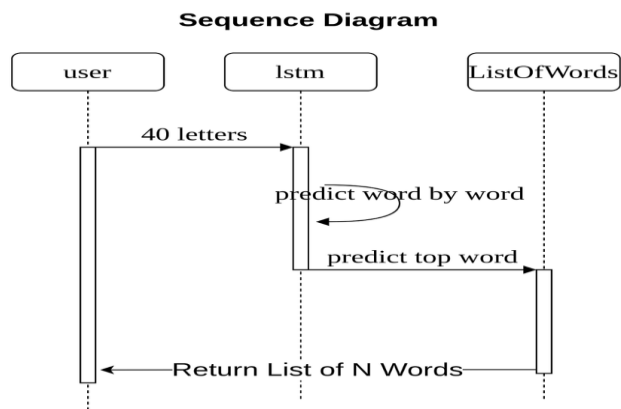 Sequence Diagram
user
lstm
ListOfWords
40 letters
predict word by word
predict top word
Return List of N Words